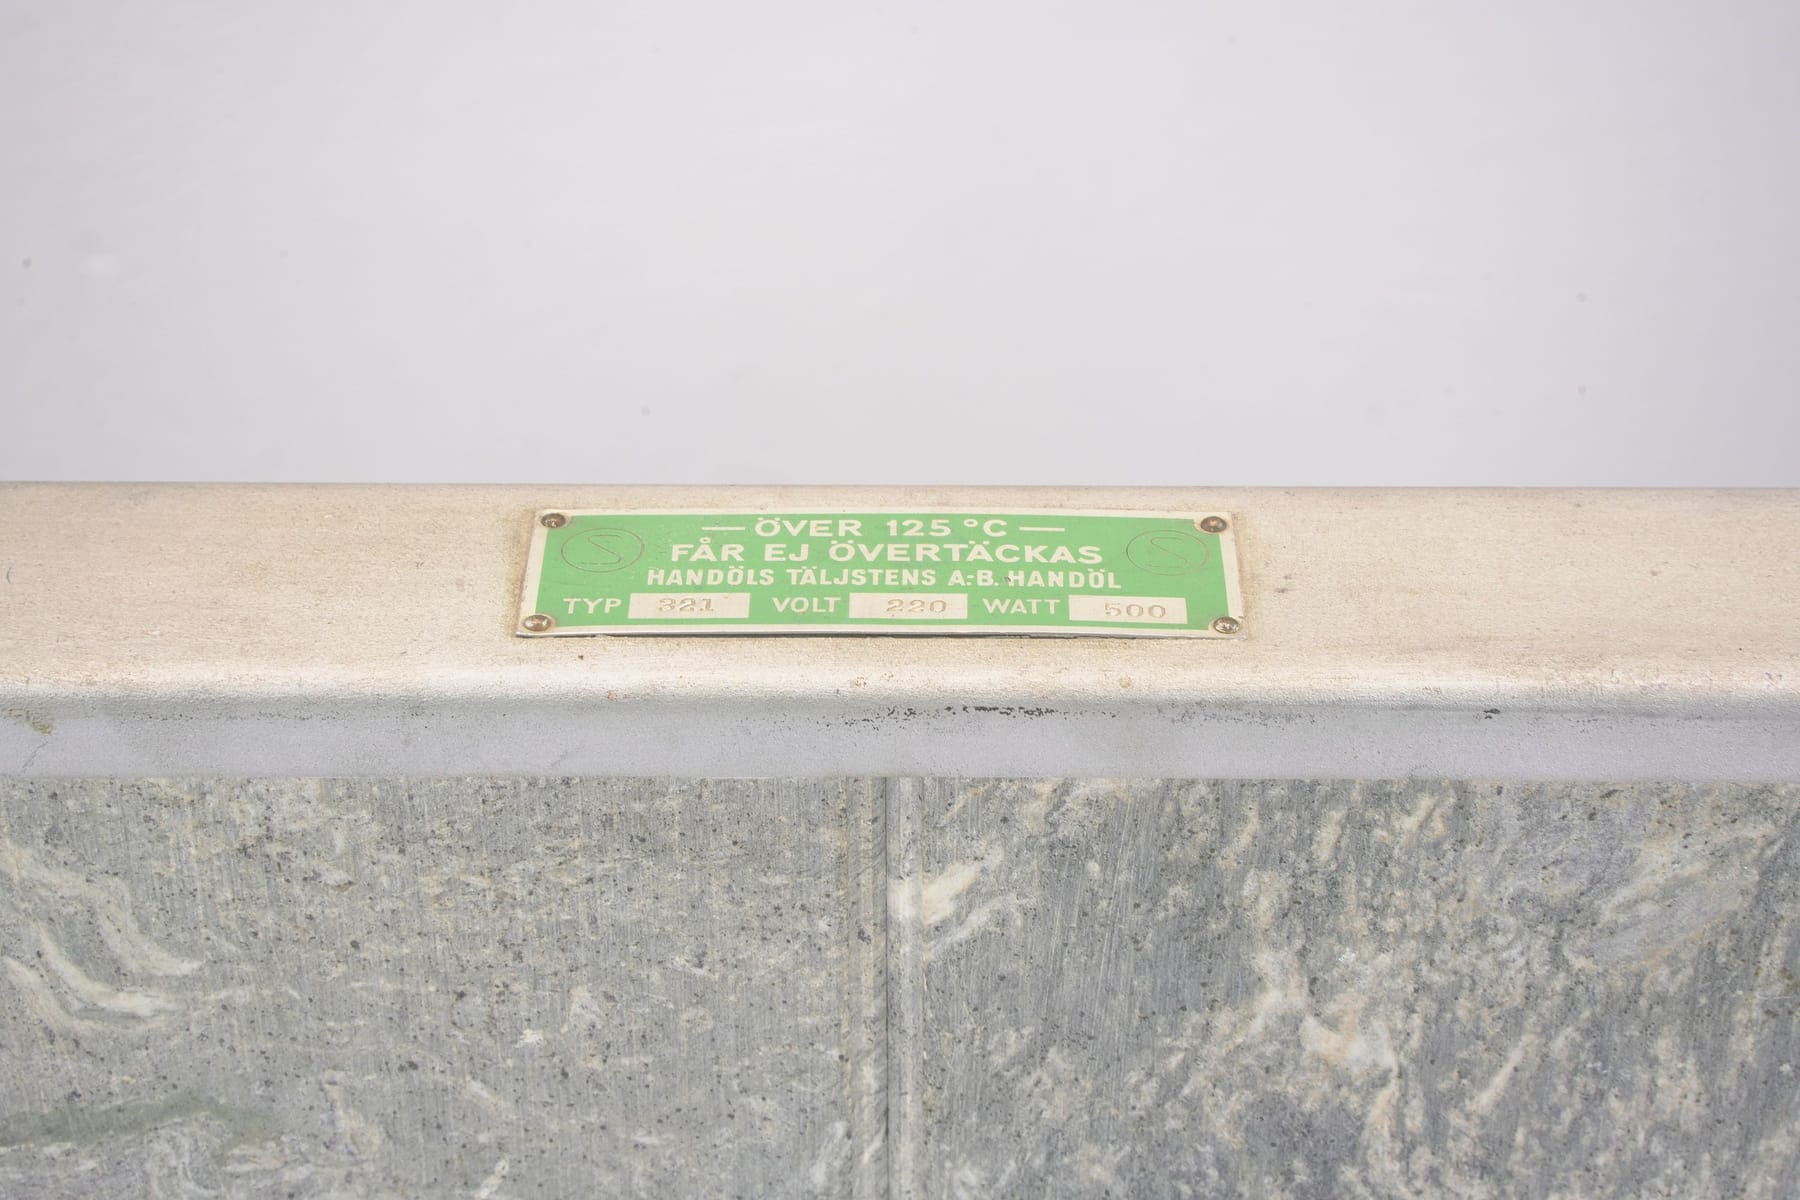 — ÖVER 125 °C —
S FÅR EJ ÖVERTÄCKAS S
HANDÖLS TÄLJSTENS A.-B. HANDÖL
TYP 321 VOLT 220 WATT 500